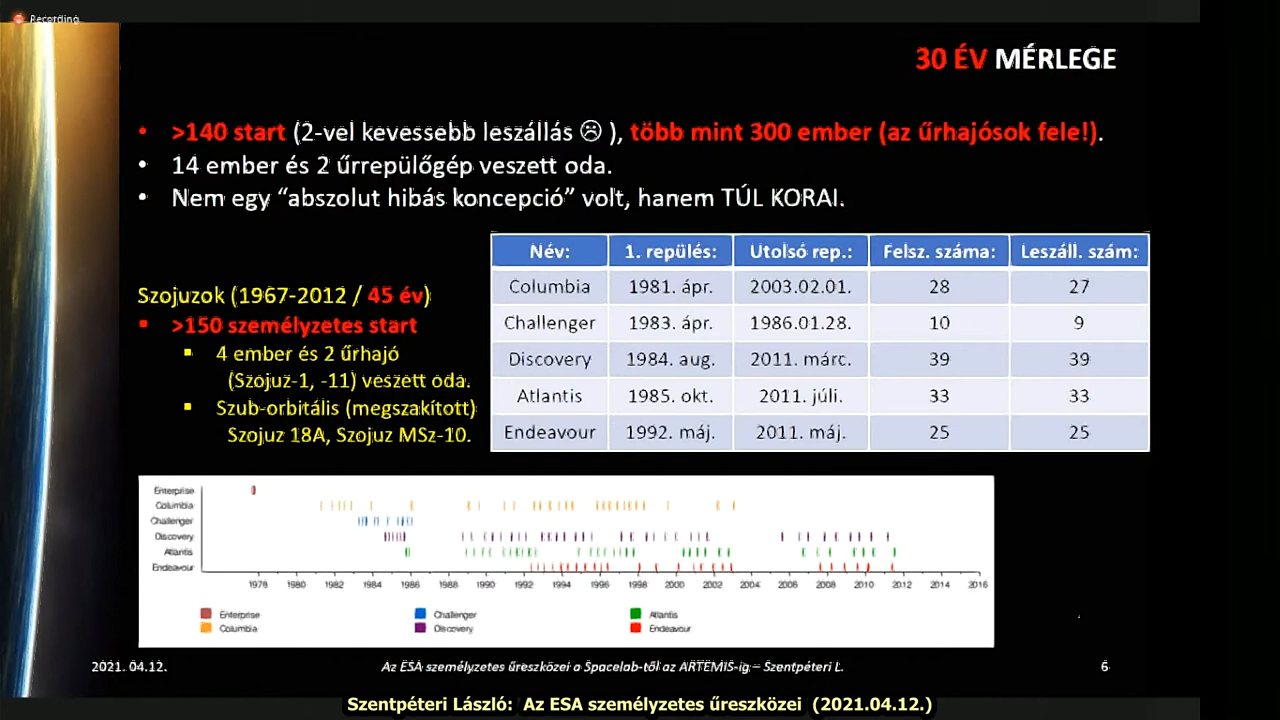 Recording
30 ÉV MÉRLEGE
• >140 start (2-vel kevessebb leszállás ☹ ), több mint 300 ember (az űrhajósok fele!).
• 14 ember és 2 űrrepülőgép veszett oda.
• Nem egy “abszolut hibás koncepció” volt, hanem TÚL KORAI.
Szojuzok (1967-2012 / 45 év)
>150 személyzetes start
4 ember és 2 űrhajó
(Szojuz-1, -11) veszett oda.
Szub-orbitális (megszakított)
Szojuz 18A, Szojuz MSz-10.
Név: 1. repülés: Utolsó rep.: Felsz. száma: Leszáll. szám:
Columbia 1981. ápr. 2003.02.01. 28 27
Challenger 1983. ápr. 1986.01.28. 10 9
Discovery 1984. aug. 2011. márc. 39 39
Atlantis 1985. okt. 2011. júli. 33 33
Endeavour 1992. máj. 2011. máj. 25 25
Enterprise
Columbia
Challenger
Discovery
Atlantis
Endeavour
1978 1980 1982 1984 1986 1988 1990 1992 1994 1996 1998 2000 2002 2004 2006 2008 2010 2012 2014 2016
Enterprise Challenger Atlantis
Columbia Discovery Endeavour
2021. 04.12. Az ESA személyzetes űreszközei a Spacelab-től az ARTEMIS-ig – Szentpéteri L. 6
Szentpéteri László: Az ESA személyzetes űreszközei (2021.04.12.)